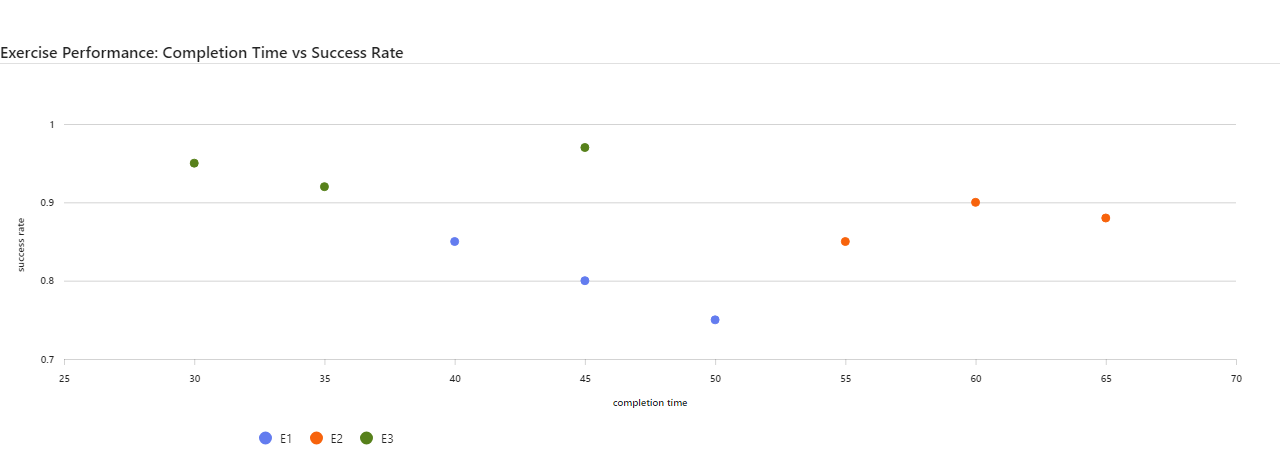 Exercise Performance: Completion Time vs Success Rate
1
0.9
0.8
0.7
success rate
25 30 35 40 45 50 55 60 65 70
completion time
E1 E2 E3